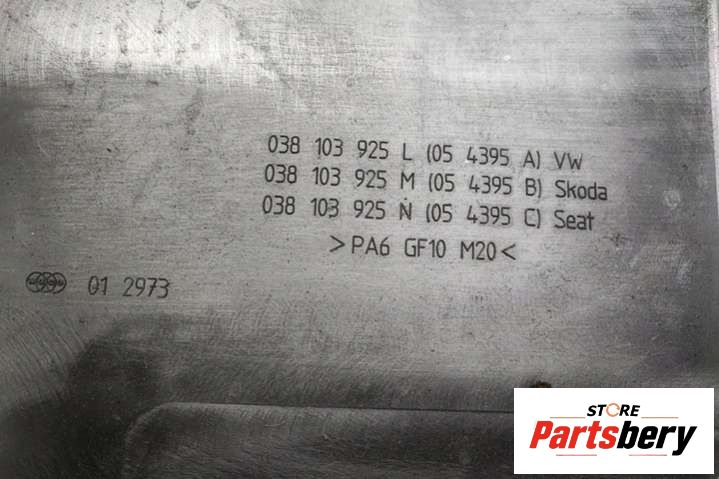 038 103 925 L (05 4395 A) VW
038 103 925 M (05 4395 B) Skoda
038 103 925 N (05 4395 C) Seat
>PA6 GF10 M20<
01 2973
STORE
Partsbery